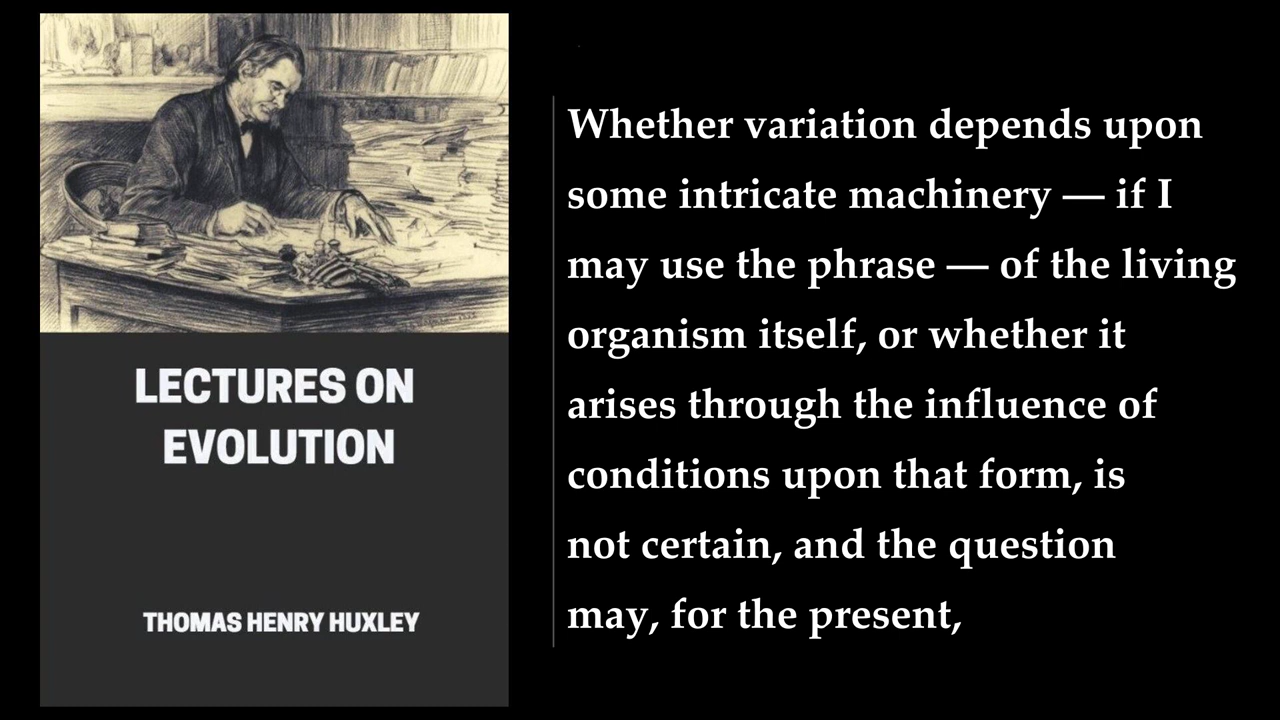 LECTURES ON
EVOLUTION
THOMAS HENRY HUXLEY
Whether variation depends upon
some intricate machinery — if I
may use the phrase — of the living
organism itself, or whether it
arises through the influence of
conditions upon that form, is
not certain, and the question
may, for the present,